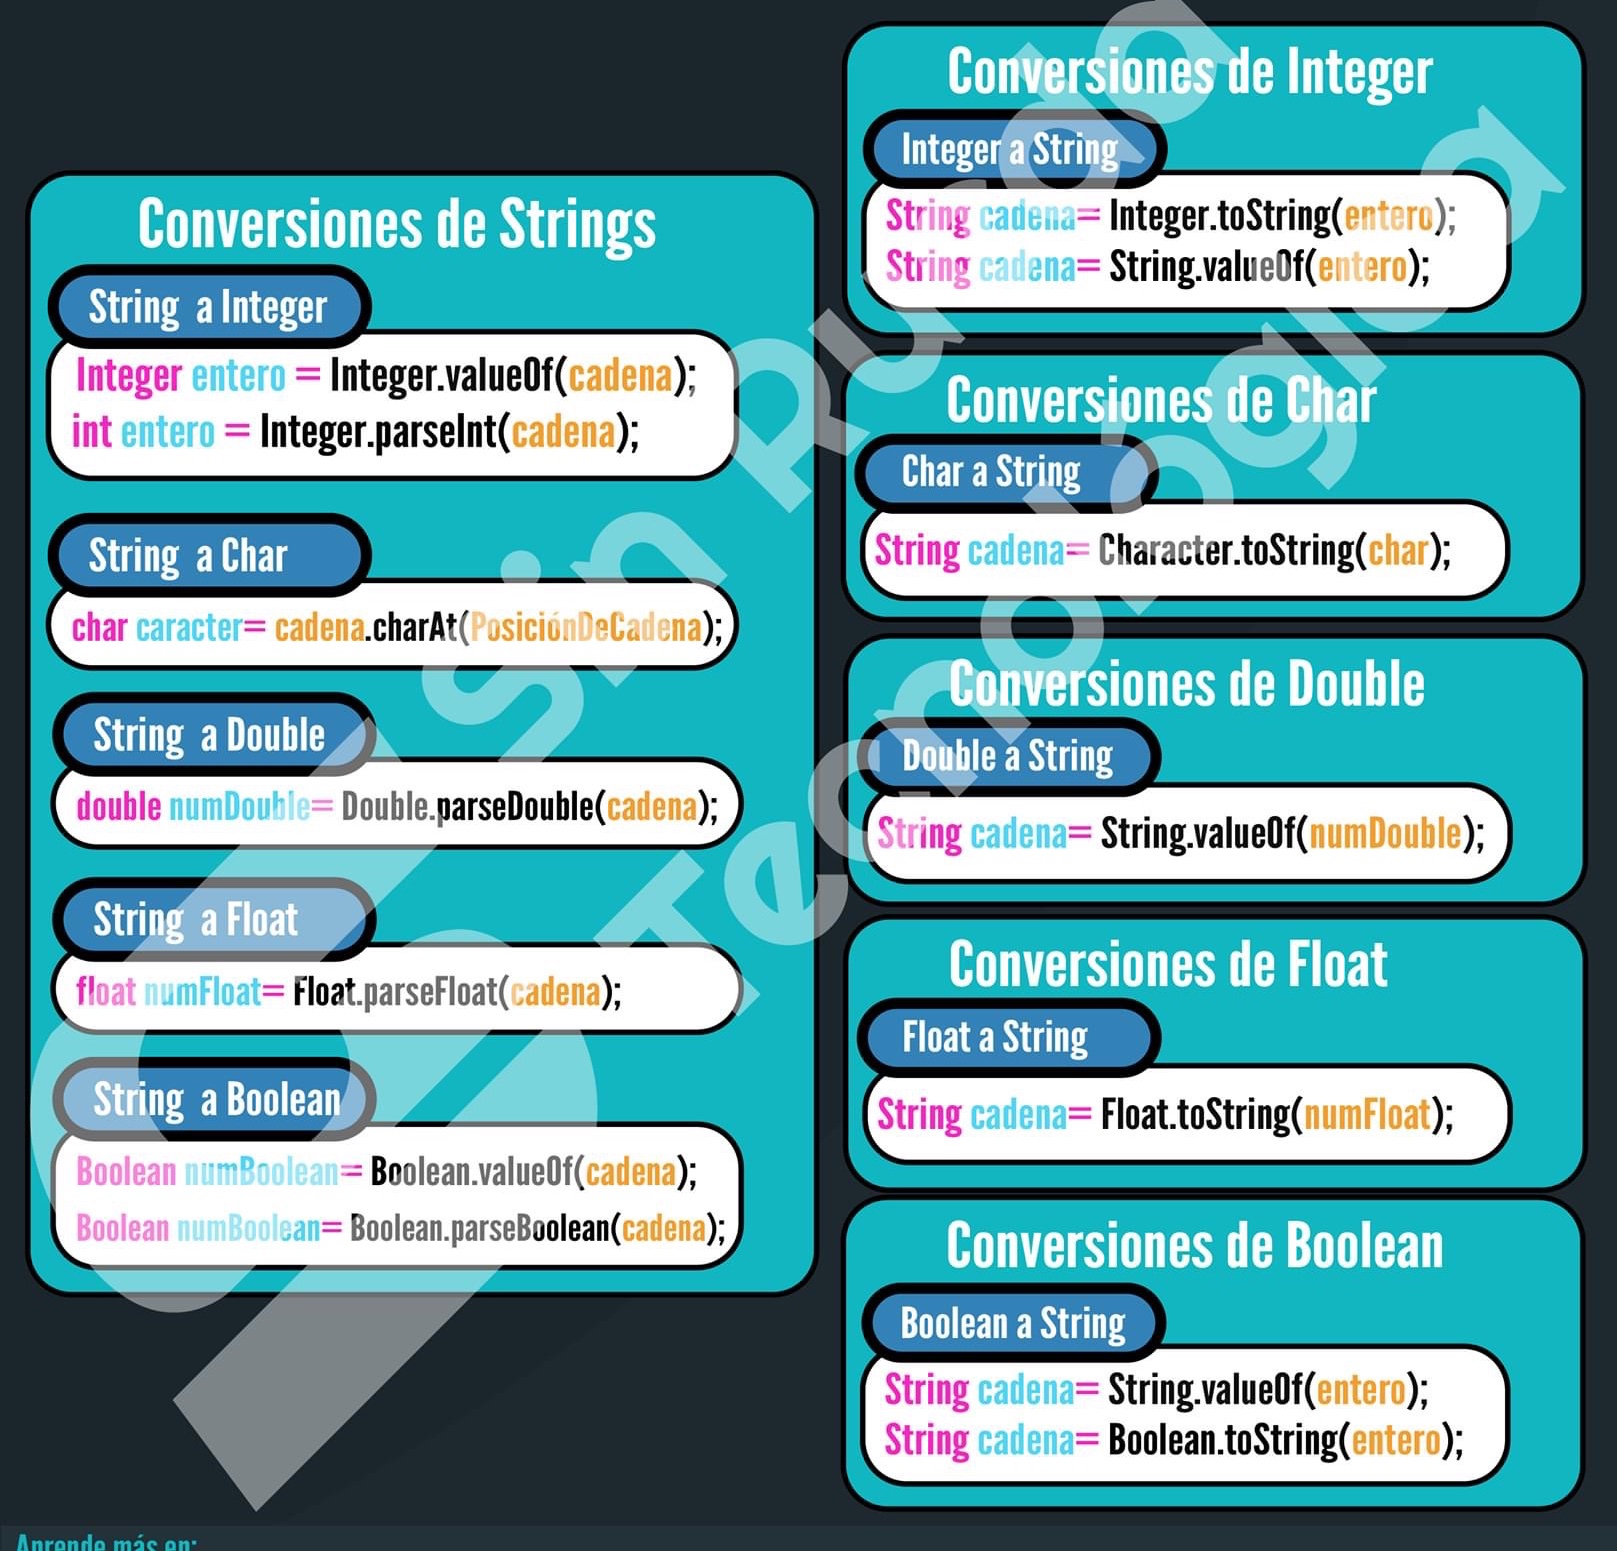 Conversiones de Strings
String a Integer
Integer entero = Integer.valueOf(cadena);
int entero = Integer.parseInt(cadena);
String a Char
char caracter= cadena.charAt(PosiciónDeCadena);
String a Double
double numDouble= Double.parseDouble(cadena);
String a Float
float numFloat= Float.parseFloat(cadena);
String a Boolean
Boolean numBoolean= Boolean.valueOf(cadena);
Boolean numBoolean= Boolean.parseBoolean(cadena);
Conversiones de Integer
Integer a String
String cadena= Integer.toString(entero);
String cadena= String.valueOf(entero);
Conversiones de Char
Char a String
String cadena= Character.toString(char);
Conversiones de Double
Double a String
String cadena= String.valueOf(numDouble);
Conversiones de Float
Float a String
String cadena= Float.toString(numFloat);
Conversiones de Boolean
Boolean a String
String cadena= String.valueOf(entero);
String cadena= Boolean.toString(entero);
sin Rueda
Tecnológia
Aprende más en: